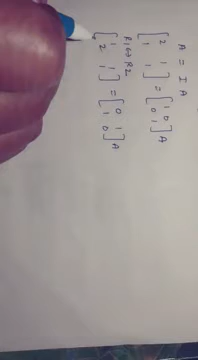 A = I A
[2 1
1 1] = [1 0
0 1] A
R1↔R2
[1 1
2 1] = [0 1
1 0] A